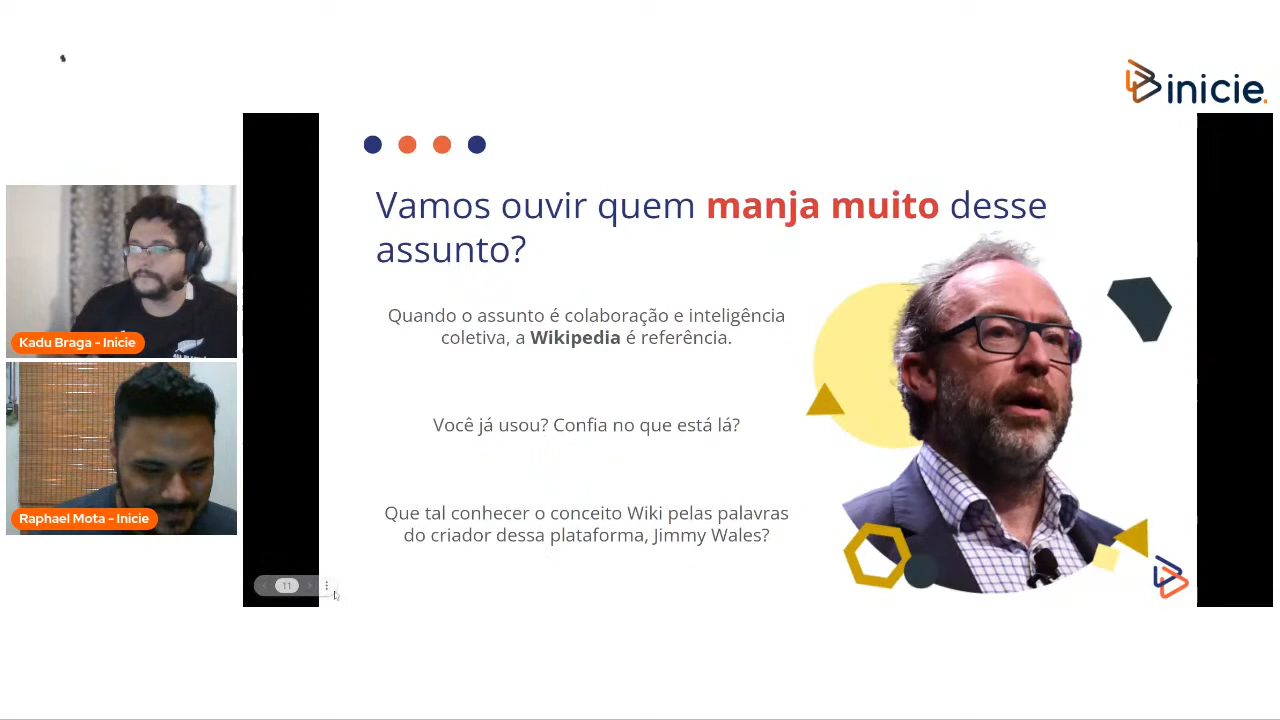 inicie.
Vamos ouvir quem manja muito desse
assunto?
Quando o assunto é colaboração e inteligência
coletiva, a Wikipedia é referência.
Você já usou? Confia no que está lá?
Que tal conhecer o conceito Wiki pelas palavras
do criador dessa plataforma, Jimmy Wales?
Kadu Braga - Inicie
Raphael Mota - Inicie
11